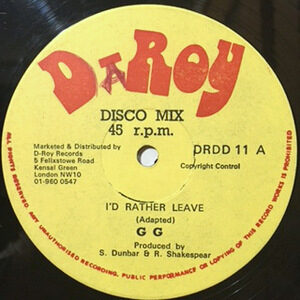 DaRoy
DISCO MIX
45 r.p.m.
Marketed & Distributed by
D-Roy Records
5 Felixstowe Road
Kensal Green
London NW10
01-960 0547
DRDD 11 A
Copyright Control
I'D RATHER LEAVE
(Adapted)
G G
Produced by
S. Dunbar & R. Shakespear
ALL RIGHTS RESERVED. ANY UNAUTHORISED RECORDING, PUBLIC PERFORMANCE OR COPYING OF THIS RECORD IS PROHIBITED